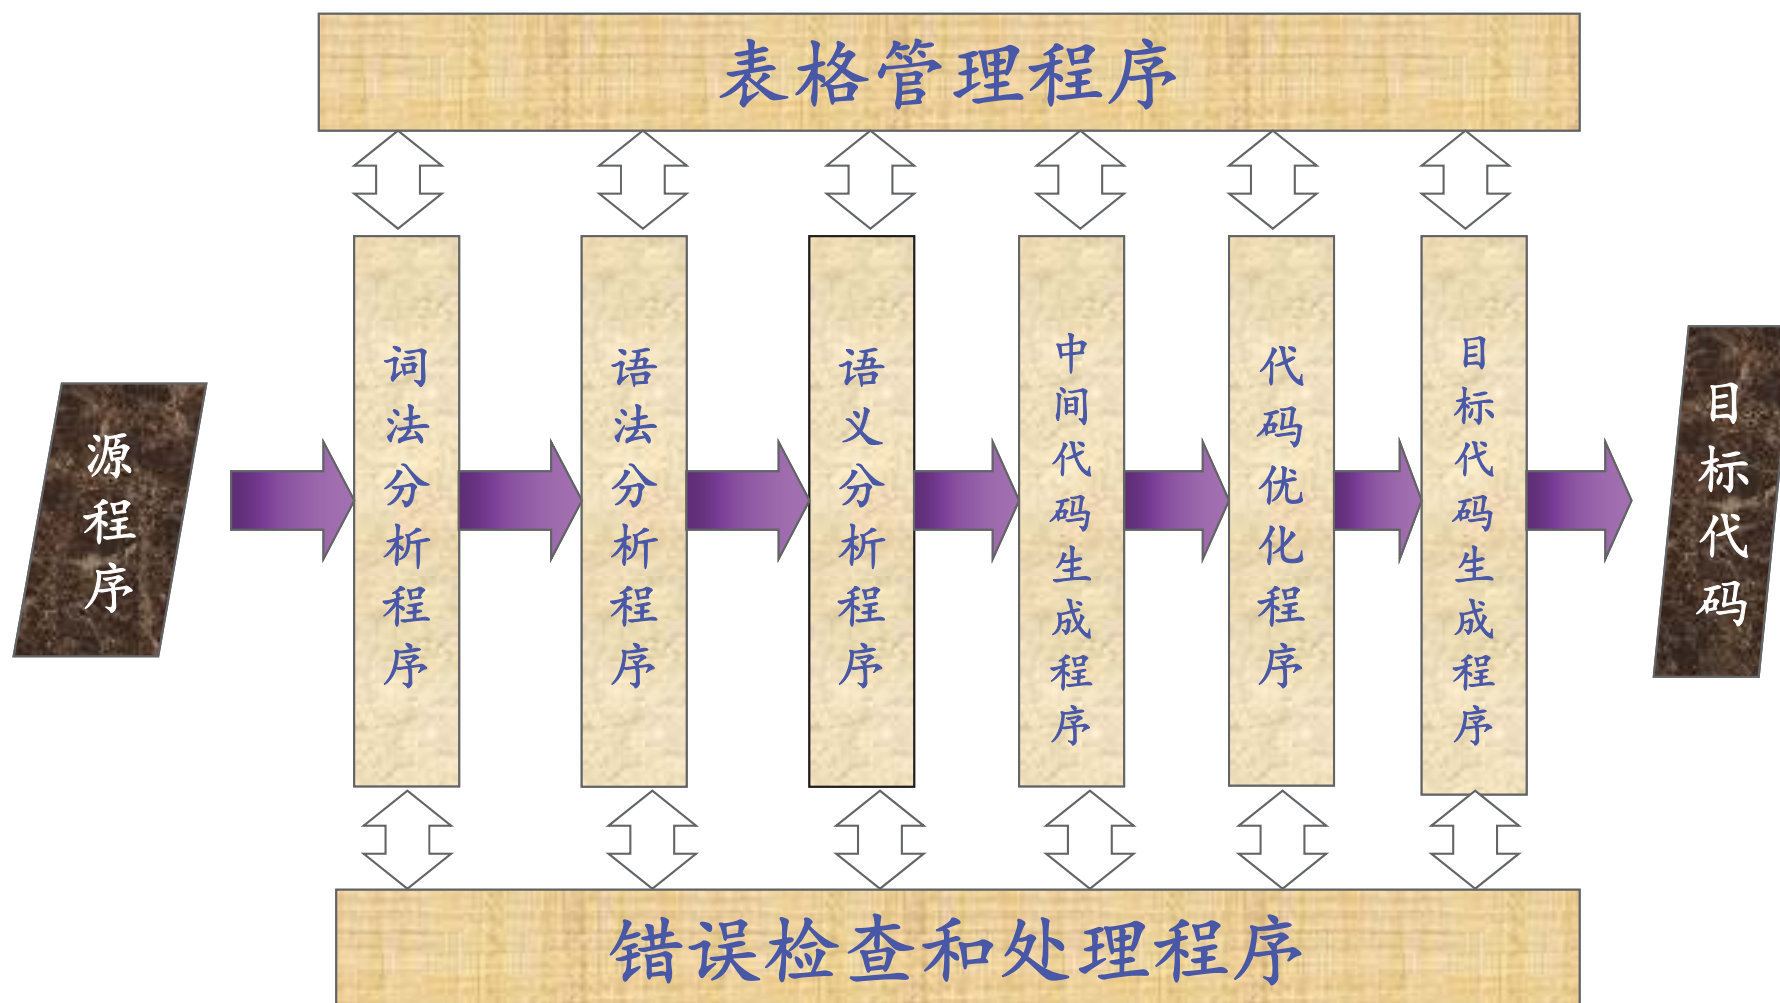 表格管理程序
源程序
词法分析程序
语法分析程序
语义分析程序
中间代码生成程序
代码优化程序
目标代码生成程序
目标代码
错误检查和处理程序